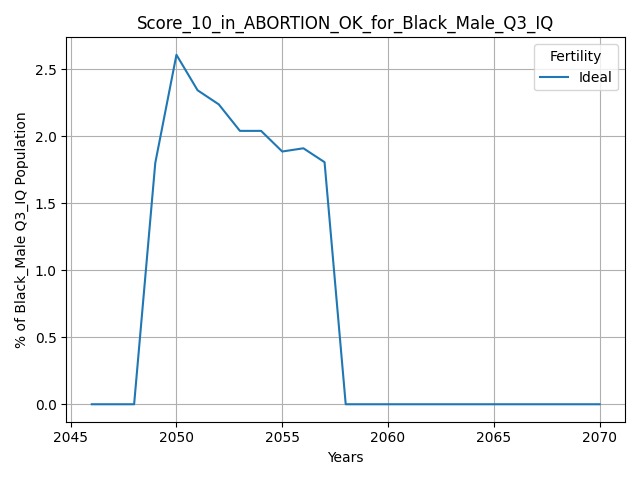 Score_10_in_ABORTION_OK_for_Black_Male_Q3_IQ
% of Black_Male Q3_IQ Population
2.5
2.0
1.5
1.0
0.5
0.0
Fertility
Ideal
2045
2050
2055
2060
2065
2070
Years